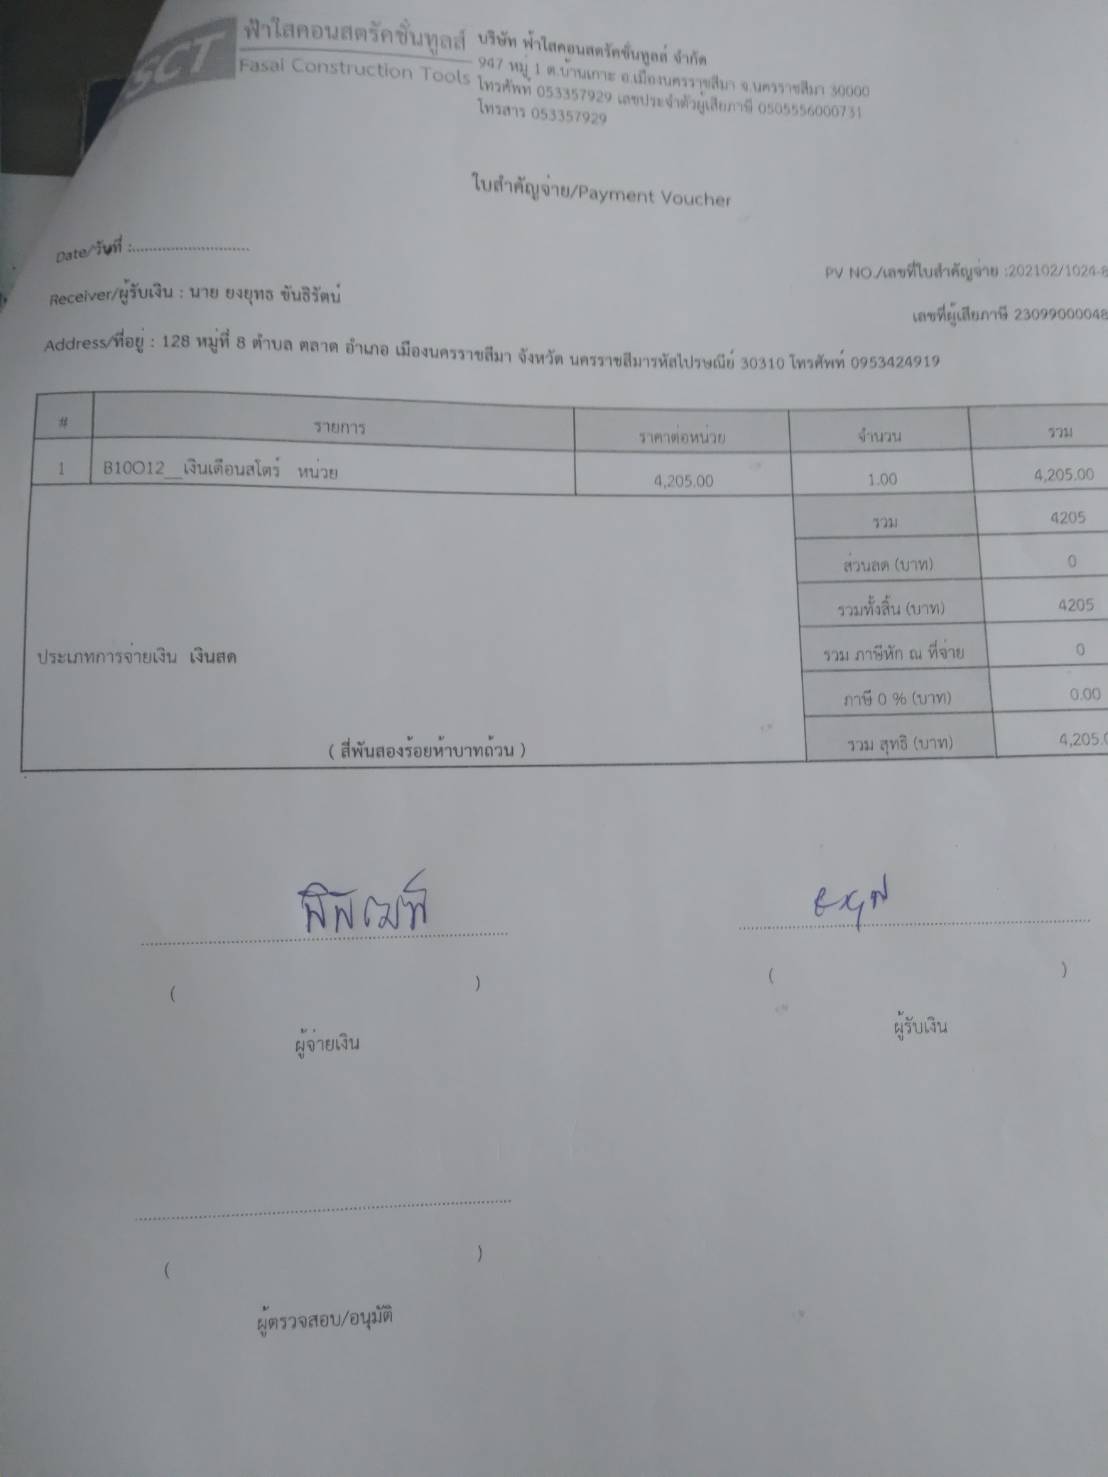 SCT
ฟ้าใสคอนสตรัคชั่นทูลส์
Fasai Construction Tools
บริษัท ฟ้าใสคอนสตรัคชั่นทูลส์ จำกัด
947 หมู่ 1 ต.บ้านเกาะ อ.เมืองนครราชสีมา จ.นครราชสีมา 30000
โทรศัพท์ 053357929 เลขประจำตัวผู้เสียภาษี 0505556000731
โทรสาร 053357929
ใบสำคัญจ่าย/Payment Voucher
Date/วันที่ :............................
PV NO./เลขที่ใบสำคัญจ่าย :202102/1024-8
Receiver/ผู้รับเงิน : นาย ยงยุทธ ขันธิรัตน์
เลขที่ผู้เสียภาษี 23099000048
Address/ที่อยู่ : 128 หมู่ที่ 8 ตำบล ตลาด อำเภอ เมืองนครราชสีมา จังหวัด นครราชสีมารหัสไปรษณีย์ 30310 โทรศัพท์ 0953424919
# รายการ ราคาต่อหน่วย จำนวน รวม
1 B10O12__เงินเดือนสโตร์ หน่วย 4,205.00 1.00 4,205.00
รวม 4205
ส่วนลด (บาท) 0
รวมทั้งสิ้น (บาท) 4205
ประเภทการจ่ายเงิน เงินสด รวม ภาษีหัก ณ ที่จ่าย 0
ภาษี 0 % (บาท) 0.00
( สี่พันสองร้อยห้าบาทถ้วน ) รวม สุทธิ (บาท) 4,205.0
( ) ( )
ผู้จ่ายเงิน ผู้รับเงิน
( )
ผู้ตรวจสอบ/อนุมัติ